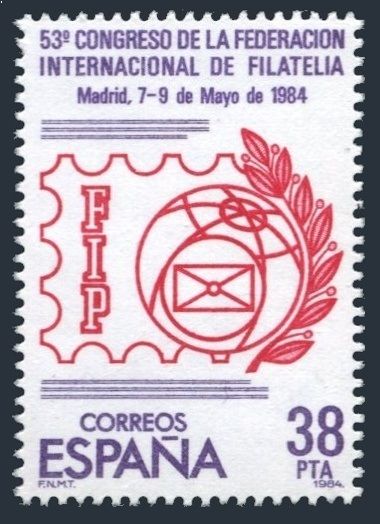 53º CONGRESO DE LA FEDERACION
INTERNACIONAL DE FILATELIA
Madrid, 7-9 de Mayo de 1984
FIP
CORREOS
ESPAÑA
38
PTA
F.N.M.T.
1984.